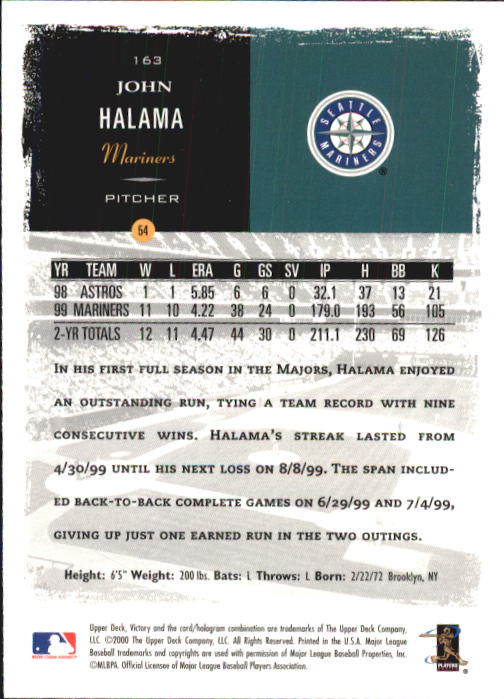 163
JOHN
HALAMA
Mariners
PITCHER
SEATTLE
MARINERS
®
54
YR TEAM W L ERA G GS SV IP H BB K
98 ASTROS 1 1 5.85 6 6 0 32.1 37 13 21
99 MARINERS 11 10 4.22 38 24 0 179.0 193 56 105
2-YR TOTALS 12 11 4.47 44 30 0 211.1 230 69 126
IN HIS FIRST FULL SEASON IN THE MAJORS, HALAMA ENJOYED
AN OUTSTANDING RUN, TYING A TEAM RECORD WITH NINE
CONSECUTIVE WINS. HALAMA'S STREAK LASTED FROM
4/30/99 UNTIL HIS NEXT LOSS ON 8/8/99. THE SPAN INCLUD-
ED BACK-TO-BACK COMPLETE GAMES ON 6/29/99 AND 7/4/99,
GIVING UP JUST ONE EARNED RUN IN THE TWO OUTINGS.
Height: 6'5" Weight: 200 lbs. Bats: L Throws: L Born: 2/22/72 Brooklyn, NY
Upper Deck, Victory and the card/hologram combination are trademarks of The Upper Deck Company,
LLC. ©2000 The Upper Deck Company, LLC. All Rights Reserved. Printed in the U.S.A. Major League
Baseball trademarks and copyrights are used with permission of Major League Baseball Properties, Inc.
©MLBPA. Official Licensee of Major League Baseball Players Association.
PLAYERS